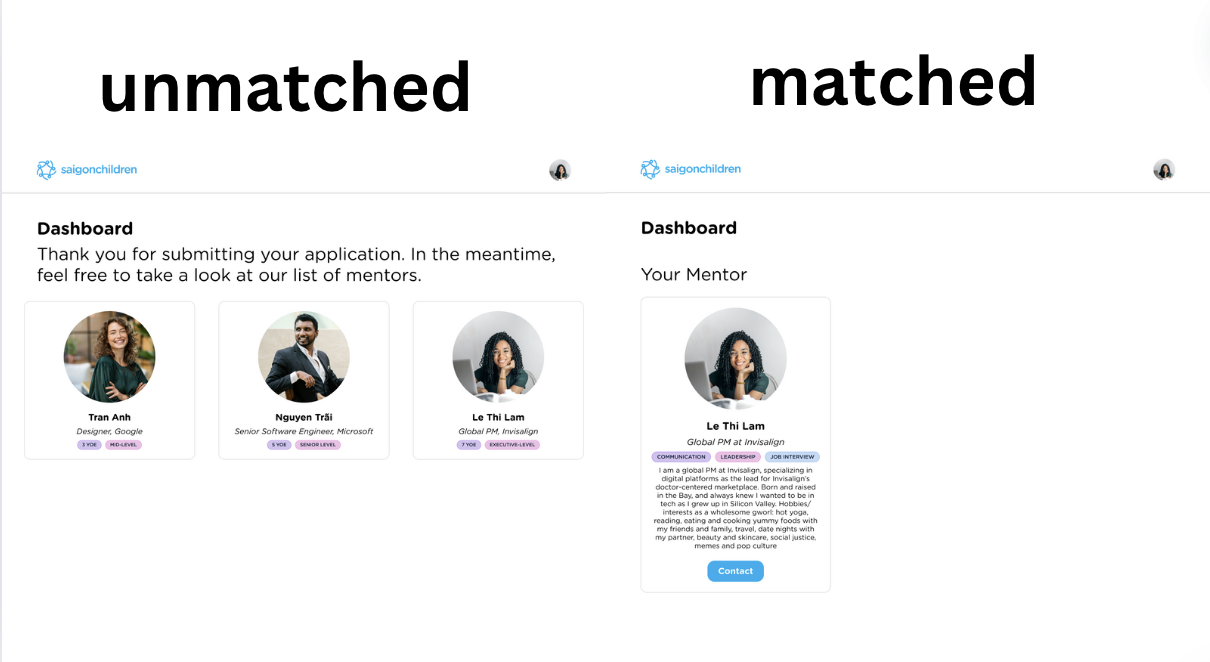 unmatched
saigonchildren
Dashboard
Thank you for submitting your application. In the meantime,
feel free to take a look at our list of mentors.
Tran Anh
Designer, Google
3 YOE
MID-LEVEL
Nguyen Trãi
Senior Software Engineer, Microsoft
5 YOE
SENIOR LEVEL
Le Thi Lam
Global PM, Invisalign
7 YOE
EXECUTIVE-LEVEL
matched
saigonchildren
Dashboard
Your Mentor
Le Thi Lam
Global PM at Invisalign
COMMUNICATION
LEADERSHIP
JOB INTERVIEW
I am a global PM at Invisalign, specializing in
digital platforms as the lead for Invisalign's
doctor-centered marketplace. Born and raised
in the Bay, and always knew I wanted to be in
tech as I grew up in Silicon Valley. Hobbies/
interests as a wholesome gworl: hot yoga,
reading, eating and cooking yummy foods with
my friends and family, travel, date nights with
my partner, beauty and skincare, social justice,
memes and pop culture
Contact